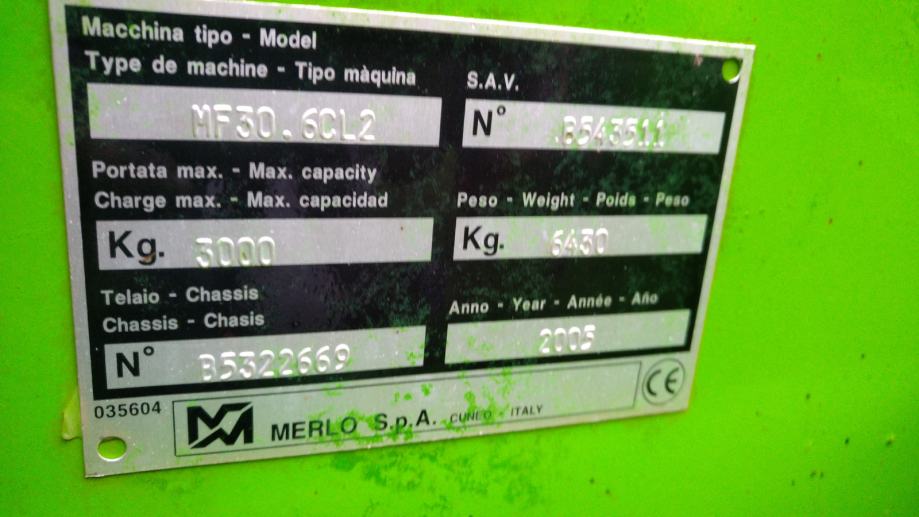 Macchina tipo - Model
Type de machine - Tipo màquina
MF30.6CL2
S.A.V.
N° B543511
Portata max. - Max. capacity
Charge max. - Max. capacidad
Kg. 3000
Peso - Weight - Poids - Peso
Kg. 6430
Telaio - Chassis
Chassis - Chasis
N° B5322669
Anno - Year - Année - Año
2005
035604
MERLO S.p.A. CUNEO - ITALY
CE